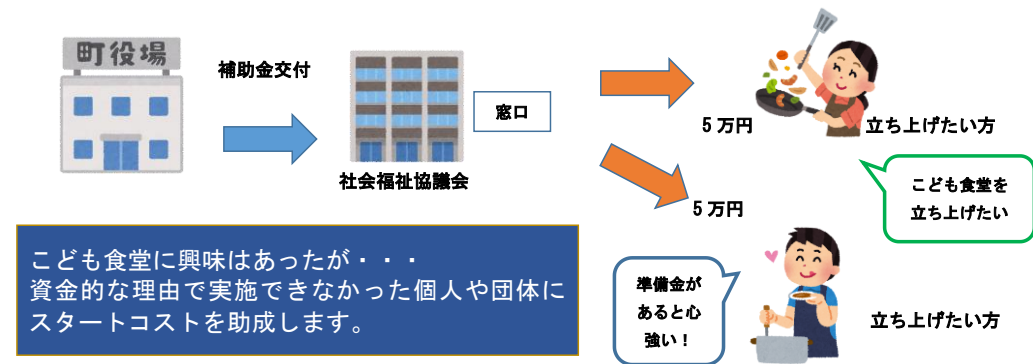 町役場
補助金交付
窓口
社会福祉協議会
5万円
立ち上げたい方
こども食堂を
立ち上げたい
5万円
こども食堂に興味はあったが・・・
資金的な理由で実施できなかった個人や団体に
スタートコストを助成します。
準備金が
あると心
強い！
立ち上げたい方